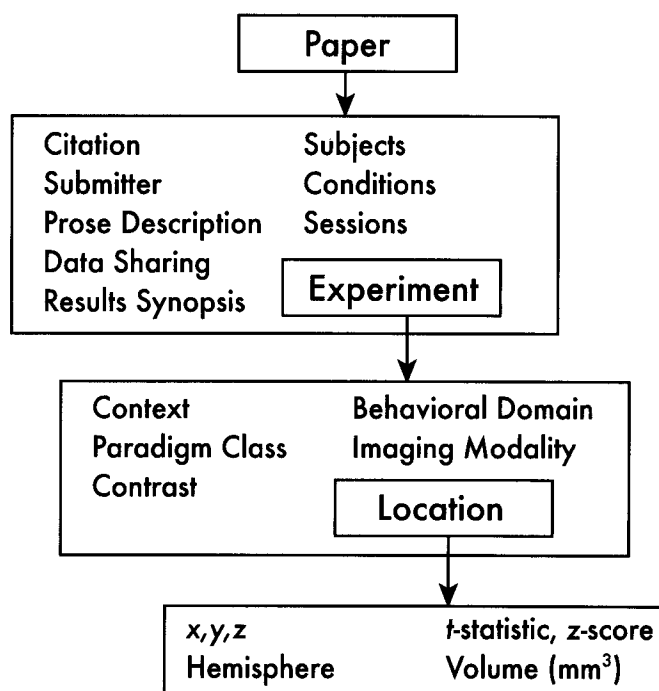 Paper
Citation
Submitter
Prose Description
Data Sharing
Results Synopsis
Subjects
Conditions
Sessions
Experiment
Context
Paradigm Class
Contrast
Behavioral Domain
Imaging Modality
Location
x,y,z
Hemisphere
t-statistic, z-score
Volume (mm³)